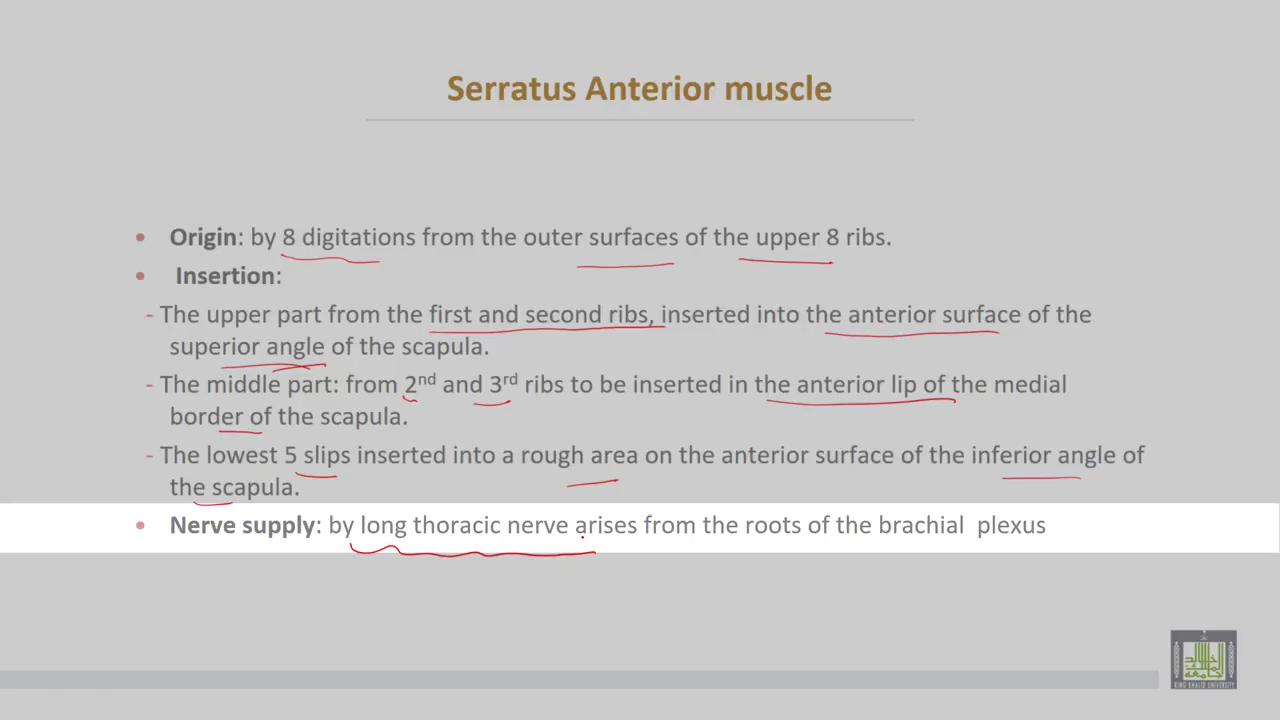 Serratus Anterior muscle
• Origin: by 8 digitations from the outer surfaces of the upper 8 ribs.
• Insertion:
- The upper part from the first and second ribs, inserted into the anterior surface of the
superior angle of the scapula.
- The middle part: from 2nd and 3rd ribs to be inserted in the anterior lip of the medial
border of the scapula.
- The lowest 5 slips inserted into a rough area on the anterior surface of the inferior angle of
the scapula.
• Nerve supply: by long thoracic nerve arises from the roots of the brachial plexus
KING KHALID UNIVERSITY